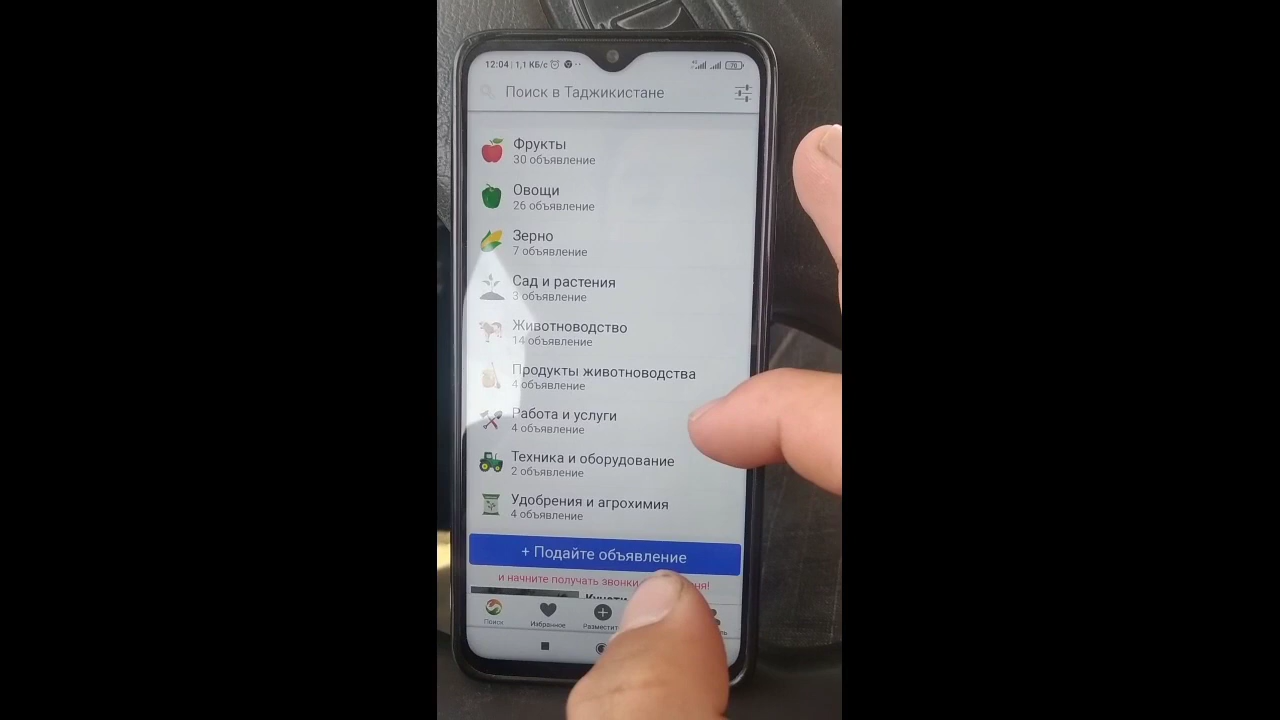 12:04 | 1,1 КБ/с
70
Поиск в Таджикистане
Фрукты
30 объявление
Овощи
26 объявление
Зерно
7 объявление
Сад и растения
3 объявление
Животноводство
14 объявление
Продукты животноводства
4 объявление
Работа и услуги
4 объявление
Техника и оборудование
2 объявление
Удобрения и агрохимия
4 объявление
+ Подайте объявление
и начните получать звонки
Поиск
Избранное